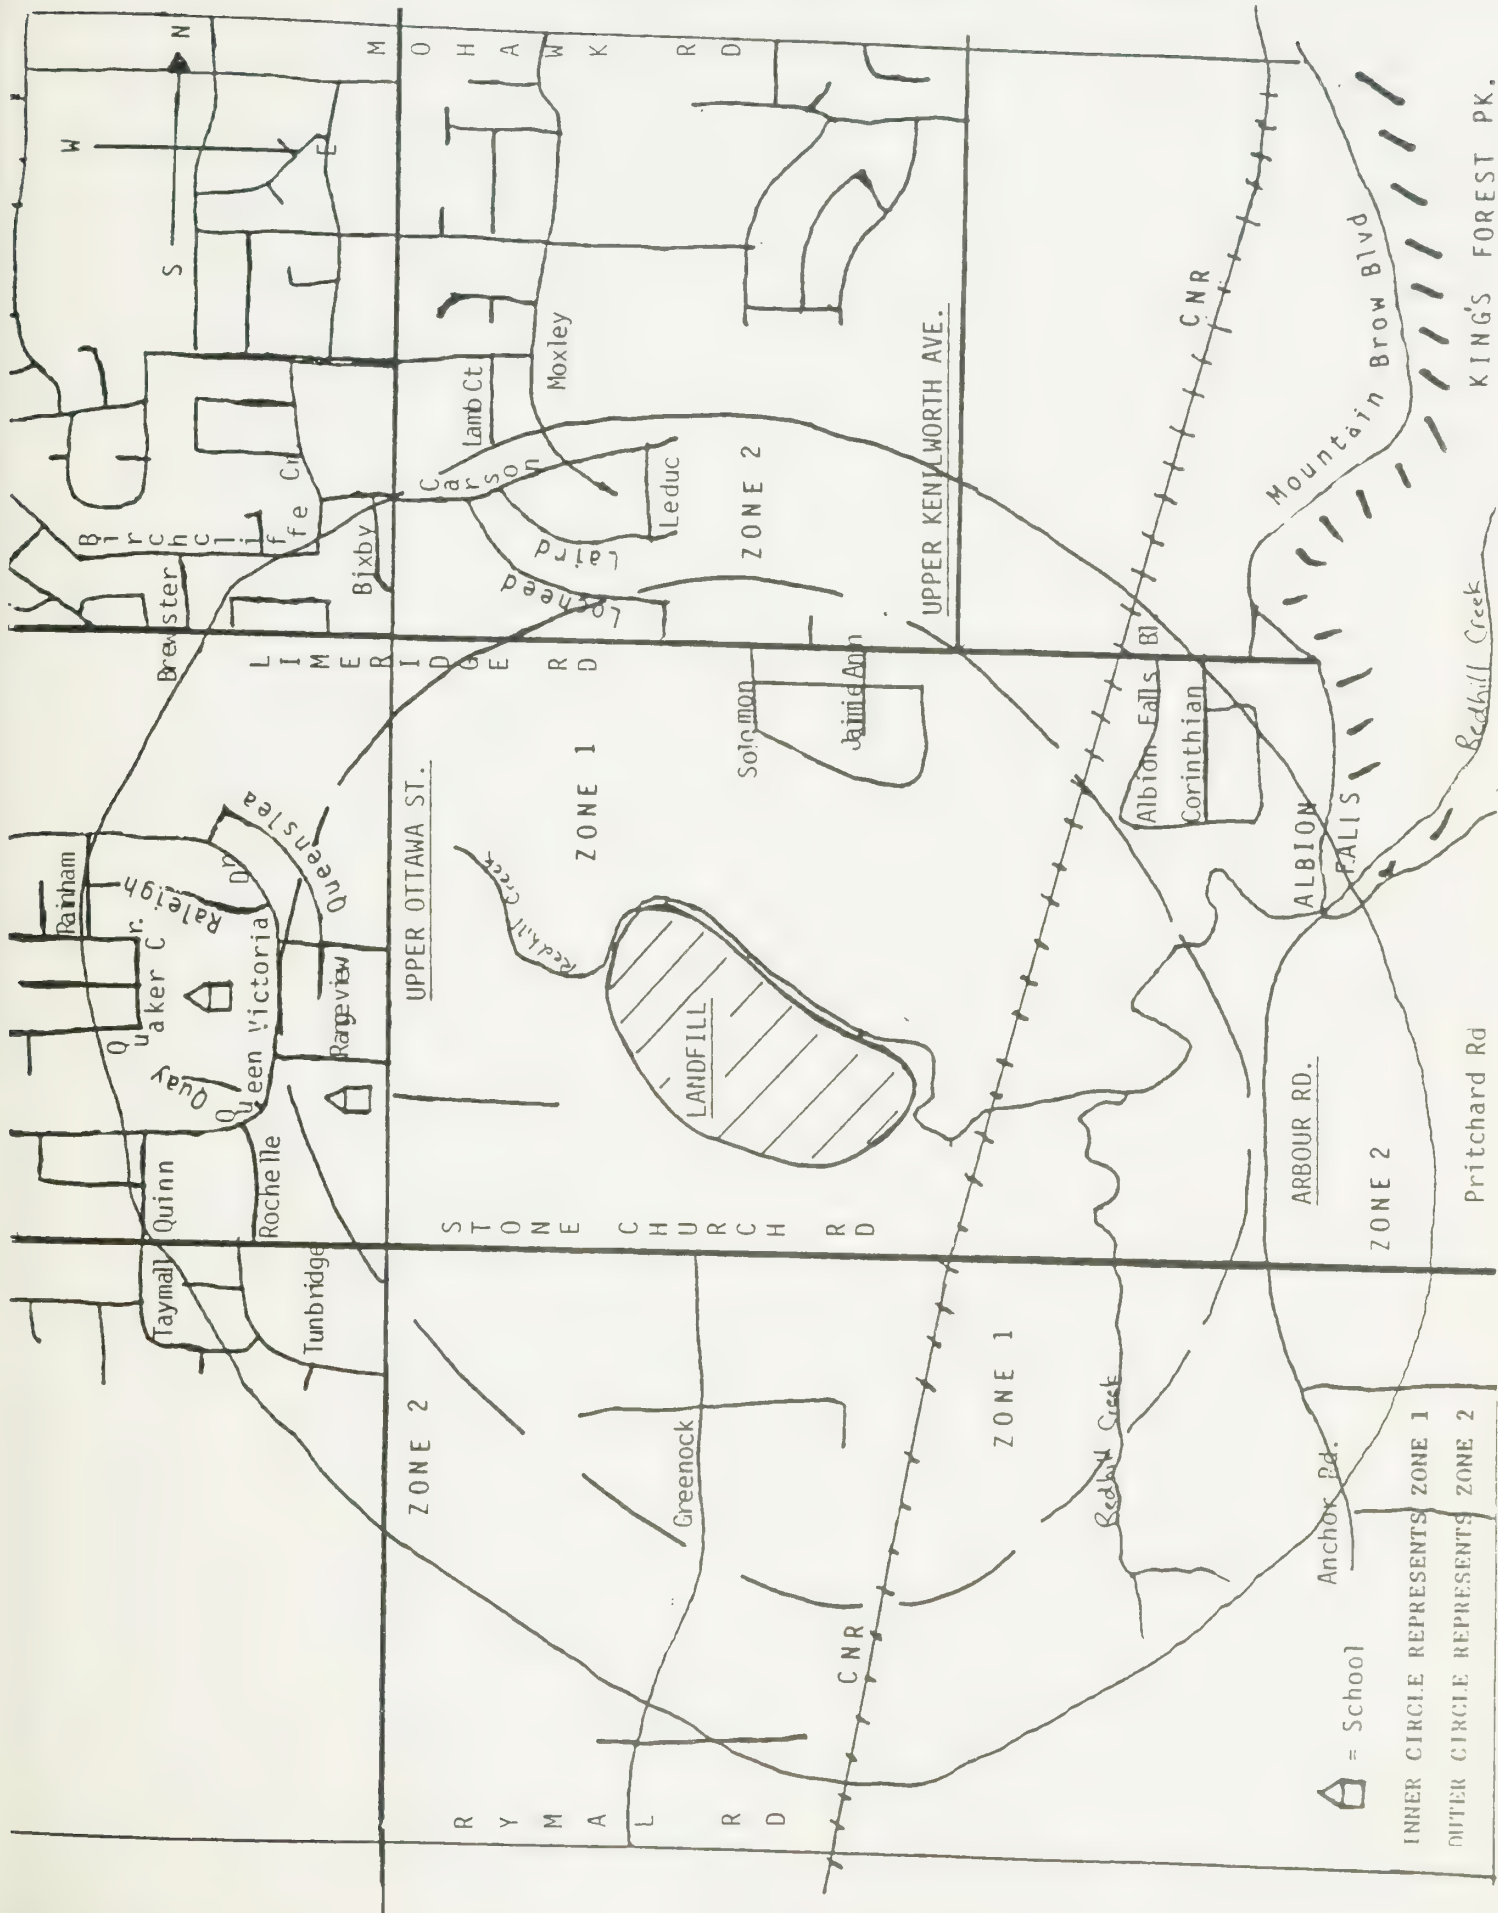 N
W
S
E
MOHAWK RD
KING'S FOREST PK.
Mountain Brow Blvd
CNR
UPPER KENILWORTH AVE.
Moxley
Lamb Ct
Carson
Leduc
Laird
Locheed
ZONE 2
Birchcliffe Cr
Bixby
Brewster
LIMERIDGE RD
Solomon
Jaimie Ann
Albion Falls Bl
Corinthian
ALBION
FALLS
Redhill Creek
ZONE 1
UPPER OTTAWA ST.
Queenslea
Dr
Raleigh
Rainham
Quaker Cr.
Queen Victoria
Rangeview
Quay
Redhill Creek
LANDFILL
ARBOUR RD.
ZONE 2
Pritchard Rd
Quinn
Rochelle
STONE CHURCH RD
Taymall
Tunbridge
ZONE 2
Greenock
ZONE 1
Redhill Creek
Anchor Rd.
CNR
RYMAL RD
= School
INNER CIRCLE REPRESENTS ZONE 1
OUTER CIRCLE REPRESENTS ZONE 2